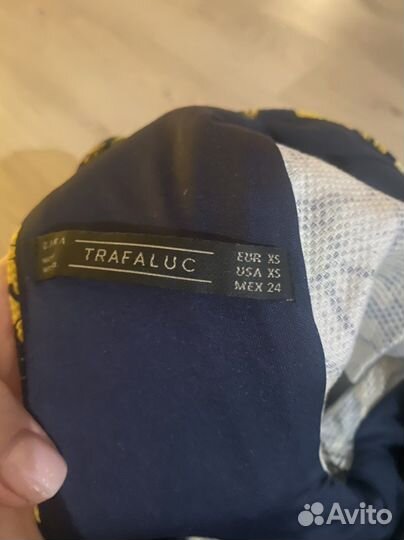 TRAFALUC
EUR XS
USA XS
MEX 24
Avito